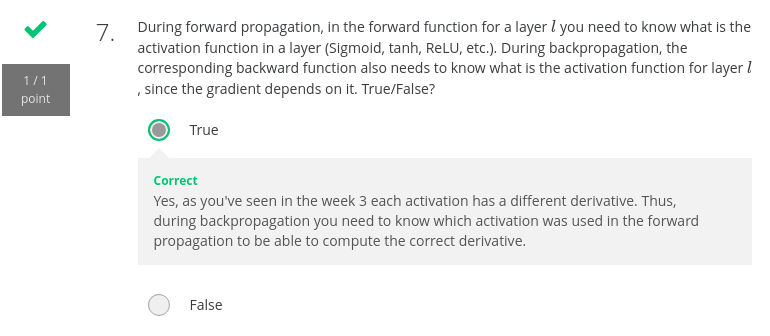 7. During forward propagation, in the forward function for a layer l you need to know what is the
activation function in a layer (Sigmoid, tanh, ReLU, etc.). During backpropagation, the
corresponding backward function also needs to know what is the activation function for layer l
, since the gradient depends on it. True/False?
1 / 1
point
True
Correct
Yes, as you've seen in the week 3 each activation has a different derivative. Thus,
during backpropagation you need to know which activation was used in the forward
propagation to be able to compute the correct derivative.
False